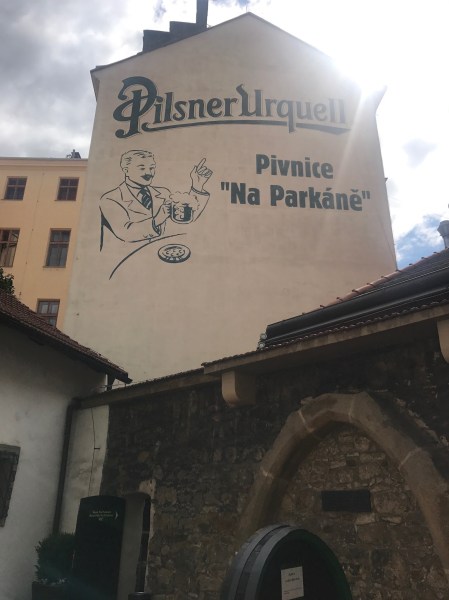 Pilsner Urquell
Pivnice
"Na Parkáně"